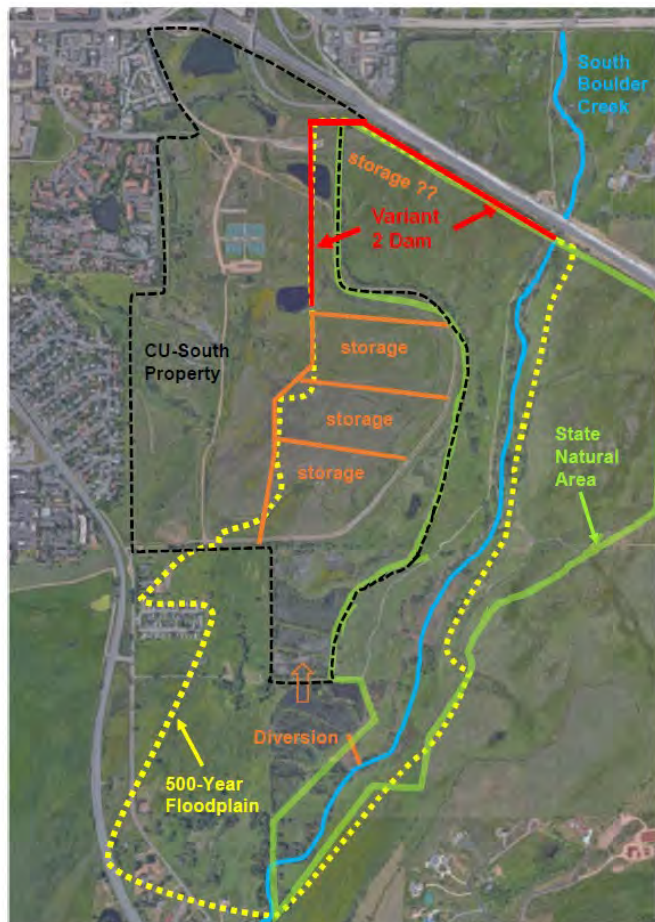 South
Boulder
Creek
storage ??
Variant
2 Dam
CU-South
Property
storage
storage
storage
State
Natural
Area
Diversion
500-Year
Floodplain